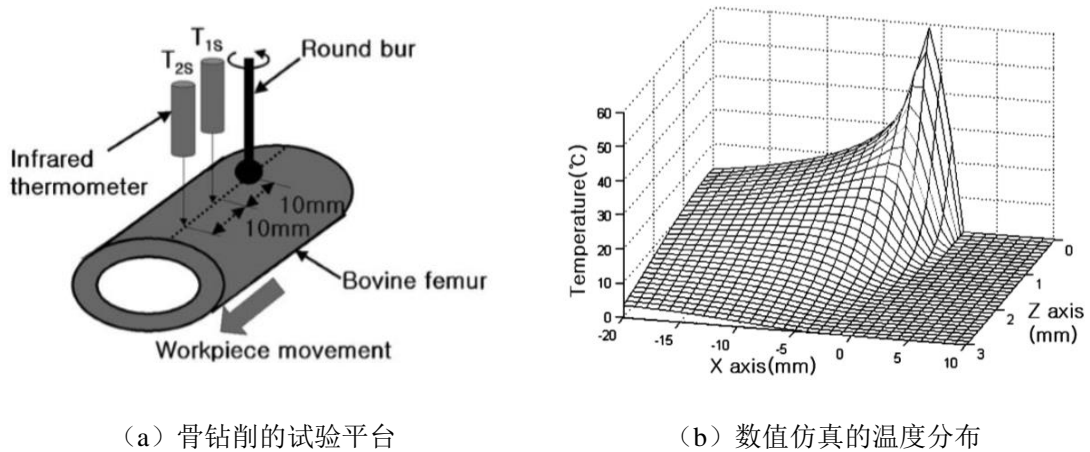 T1S
T2S
Round bur
Infrared
thermometer
10mm
10mm
Bovine femur
Workpiece movement
Temperature(°C)
60
50
40
30
20
10
0
-20
-15
-10
-5
0
5
10
X axis(mm)
0
1
2
3
Z axis
(mm)
（a）骨钻削的试验平台
（b）数值仿真的温度分布